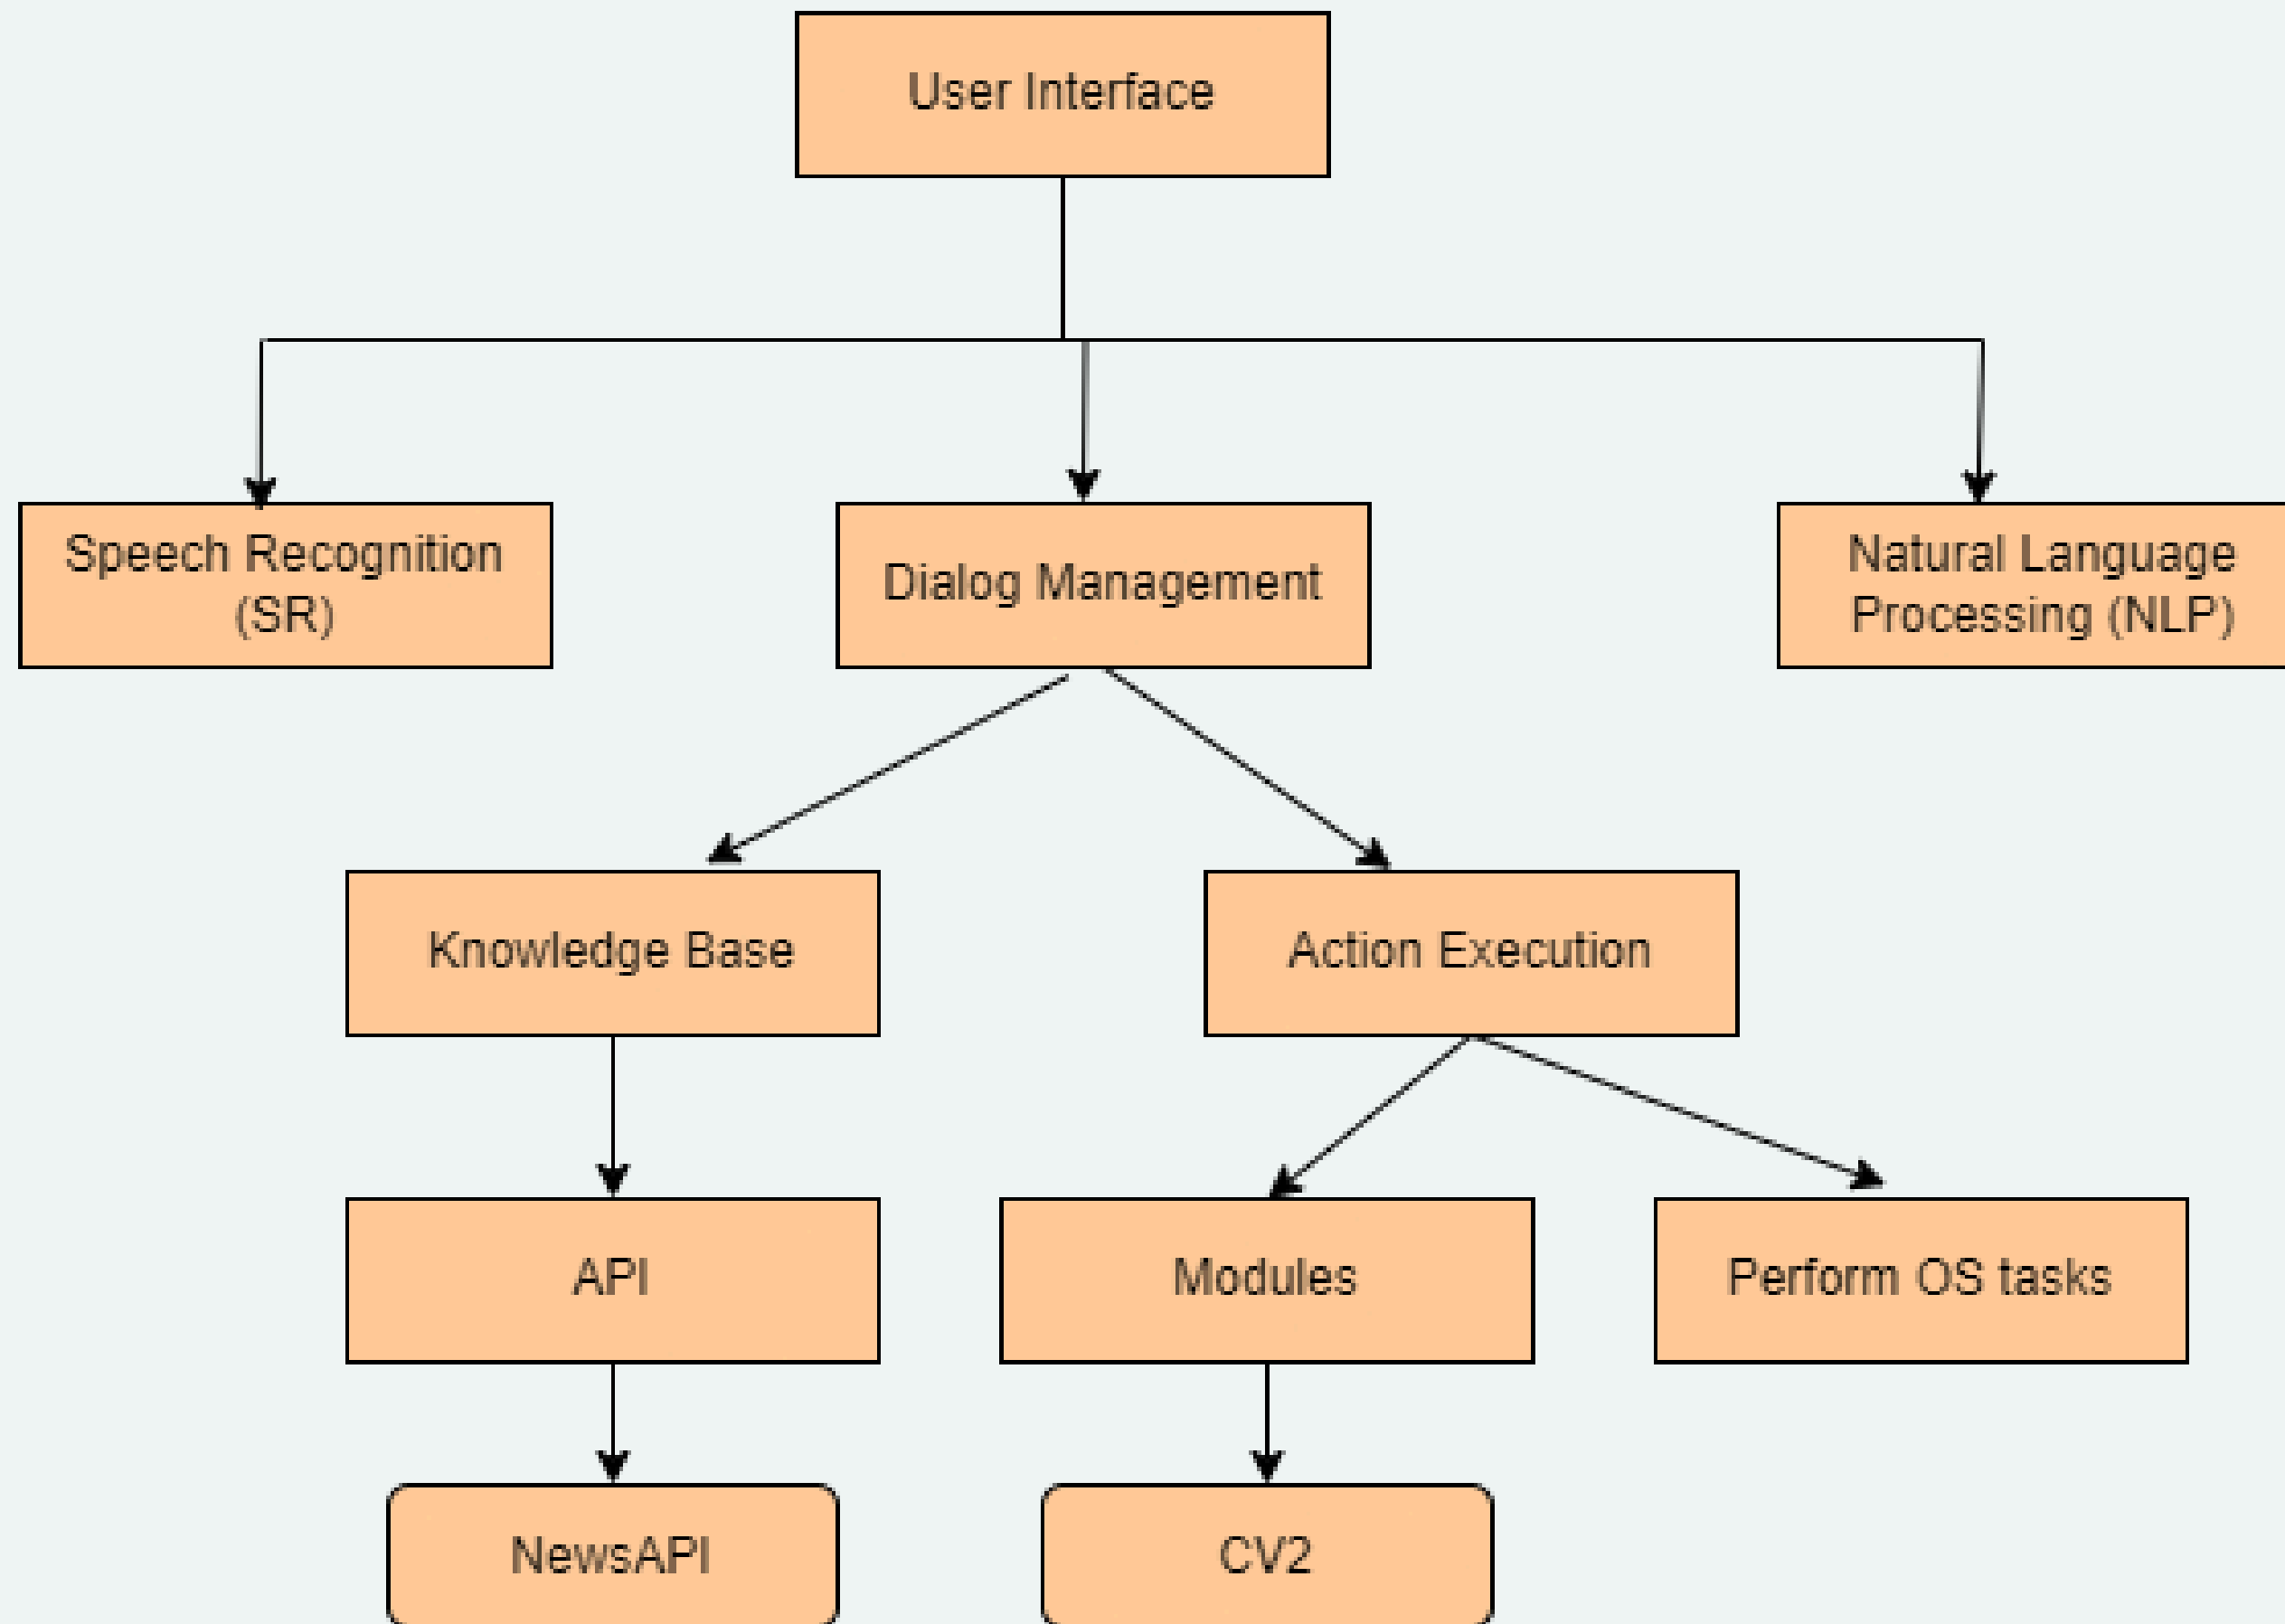 User Interface
Speech Recognition
(SR)
Dialog Management
Natural Language
Processing (NLP)
Knowledge Base
Action Execution
API
Modules
Perform OS tasks
NewsAPI
CV2